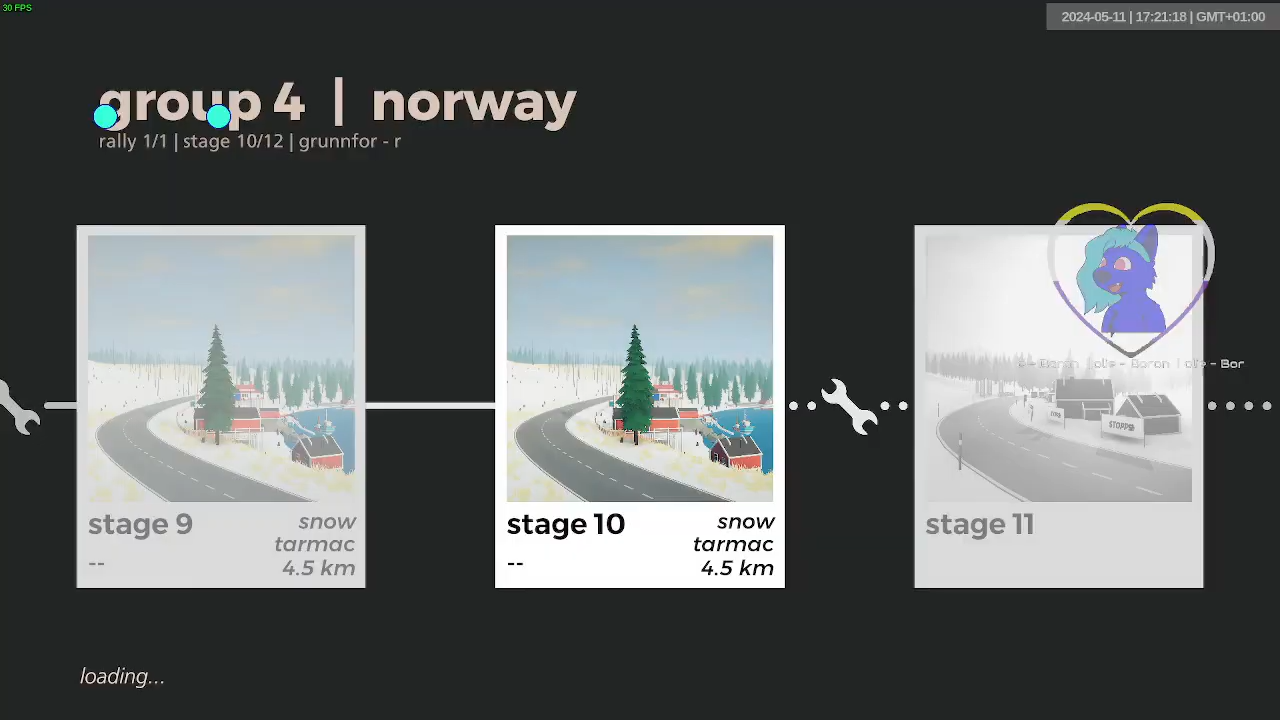 30 FPS
2024-05-11 | 17:21:18 | GMT+01:00
group 4 | norway
rally 1/1 | stage 10/12 | grunnfor - r
stage 9
snow
tarmac
--
4.5 km
stage 10
snow
tarmac
--
4.5 km
STOPP
stage 11
loading...